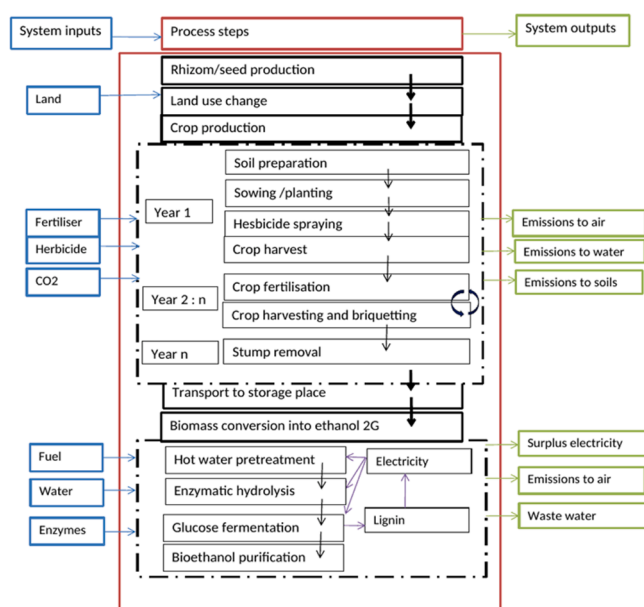 System inputs
Process steps
System outputs
Rhizom/seed production
Land
Land use change
Crop production
Soil preparation
Sowing /planting
Year 1
Fertiliser
Hesbicide spraying
Emissions to air
Herbicide
Crop harvest
Emissions to water
CO2
Crop fertilisation
Emissions to soils
Year 2 : n
Crop harvesting and briquetting
Year n
Stump removal
Transport to storage place
Biomass conversion into ethanol 2G
Surplus electricity
Fuel
Hot water pretreatment
Electricity
Emissions to air
Water
Enzymatic hydrolysis
Lignin
Waste water
Enzymes
Glucose fermentation
Bioethanol purification